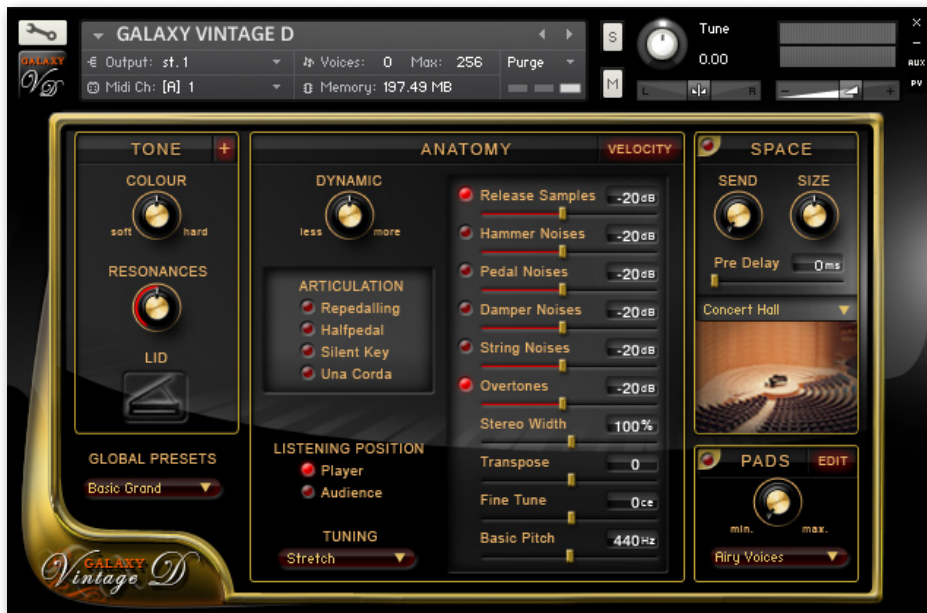 GALAXY VINTAGE D
S
Tune
0.00
X
–
AUX
PV
GALAXY
VD
Output: st. 1
Voices: 0 Max: 256
Purge
Midi Ch: [A] 1
Memory: 197.49 MB
M
L
R
–
+
TONE +
COLOUR
soft
hard
RESONANCES
LID
GLOBAL PRESETS
Basic Grand
GALAXY
Vintage D
ANATOMY
VELOCITY
DYNAMIC
less
more
ARTICULATION
Repedalling
Halfpedal
Silent Key
Una Corda
LISTENING POSITION
Player
Audience
TUNING
Stretch
Release Samples -20dB
Hammer Noises -20dB
Pedal Noises -20dB
Damper Noises -20dB
String Noises -20dB
Overtones -20dB
Stereo Width 100%
Transpose 0
Fine Tune 0ce
Basic Pitch 440Hz
SPACE
SEND
SIZE
Pre Delay 0ms
Concert Hall
PADS
EDIT
min.
max.
Airy Voices